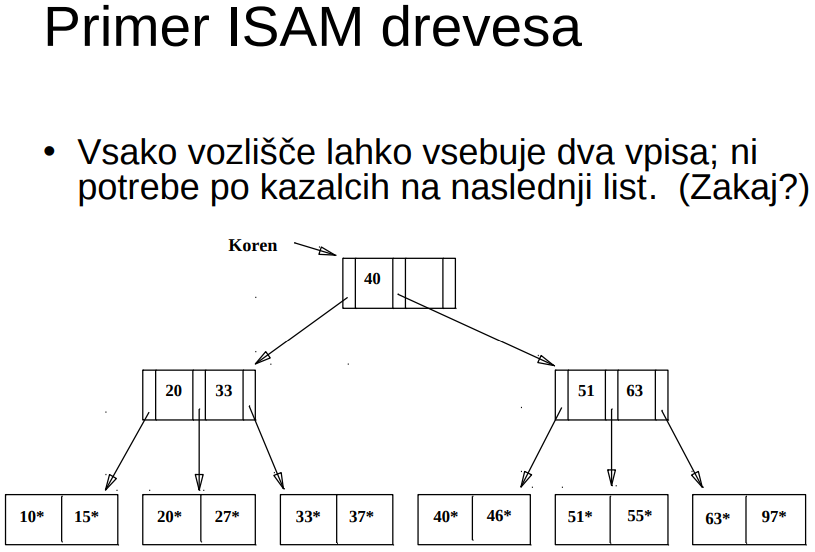 Primer ISAM drevesa
• Vsako vozlišče lahko vsebuje dva vpisa; ni
potrebe po kazalcih na naslednji list.  (Zakaj?)
Koren
40
20 33
51 63
10* 15* 20* 27* 33* 37* 40* 46* 51* 55* 63* 97*